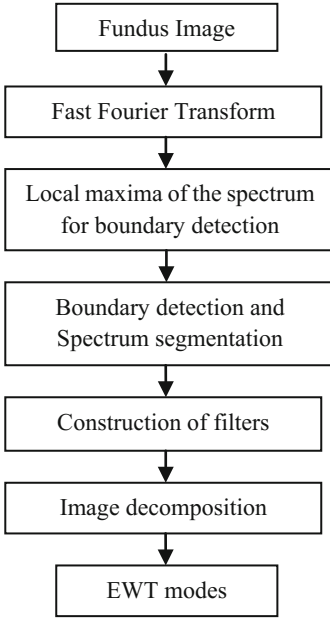 Fundus Image
Fast Fourier Transform
Local maxima of the spectrum
for boundary detection
Boundary detection and
Spectrum segmentation
Construction of filters
Image decomposition
EWT modes